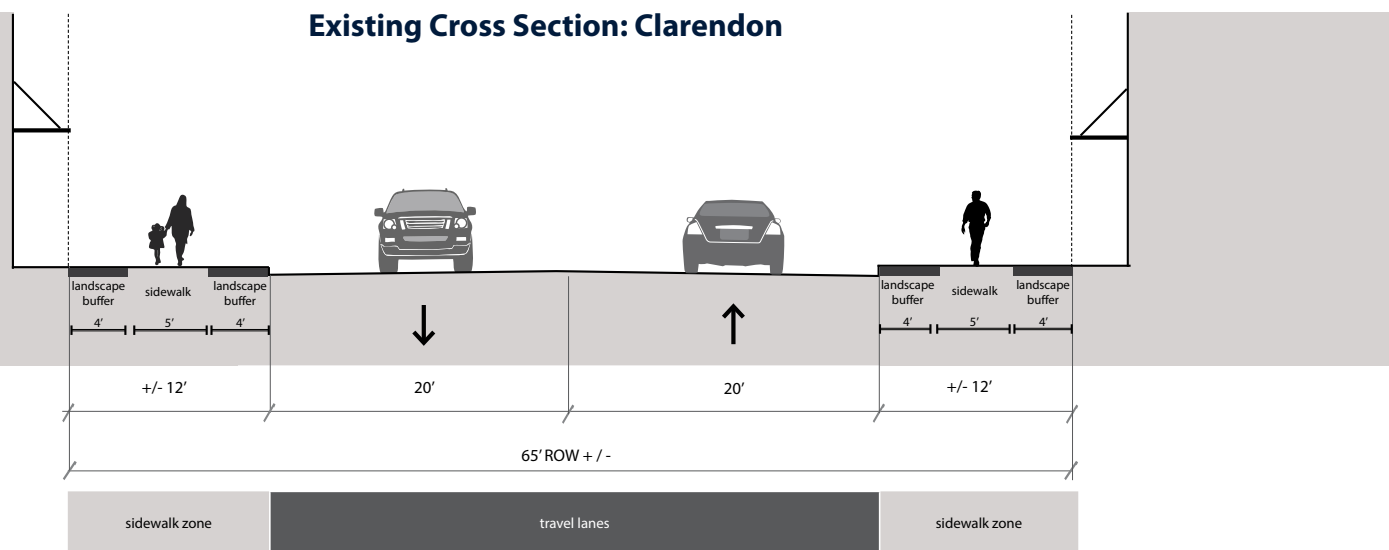 Existing Cross Section: Clarendon
landscape
buffer
sidewalk
landscape
buffer
landscape
buffer
sidewalk
landscape
buffer
4’
5’
4’
4’
5’
4’
+/- 12’
20’
20’
+/- 12’
65’ ROW + / -
sidewalk zone
travel lanes
sidewalk zone